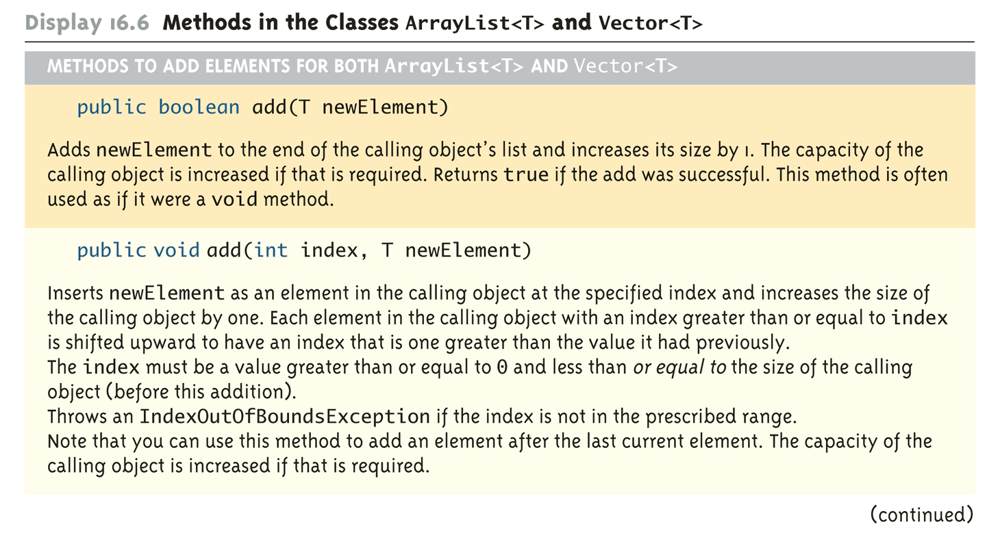 Display 16.6 Methods in the Classes ArrayList<T> and Vector<T>
METHODS TO ADD ELEMENTS FOR BOTH ArrayList<T> AND Vector<T>
public boolean add(T newElement)
Adds newElement to the end of the calling object’s list and increases its size by 1. The capacity of the
calling object is increased if that is required. Returns true if the add was successful. This method is often
used as if it were a void method.
public void add(int index, T newElement)
Inserts newElement as an element in the calling object at the specified index and increases the size of
the calling object by one. Each element in the calling object with an index greater than or equal to index
is shifted upward to have an index that is one greater than the value it had previously.
The index must be a value greater than or equal to 0 and less than or equal to the size of the calling
object (before this addition).
Throws an IndexOutOfBoundsException if the index is not in the prescribed range.
Note that you can use this method to add an element after the last current element. The capacity of the
calling object is increased if that is required.
(continued)